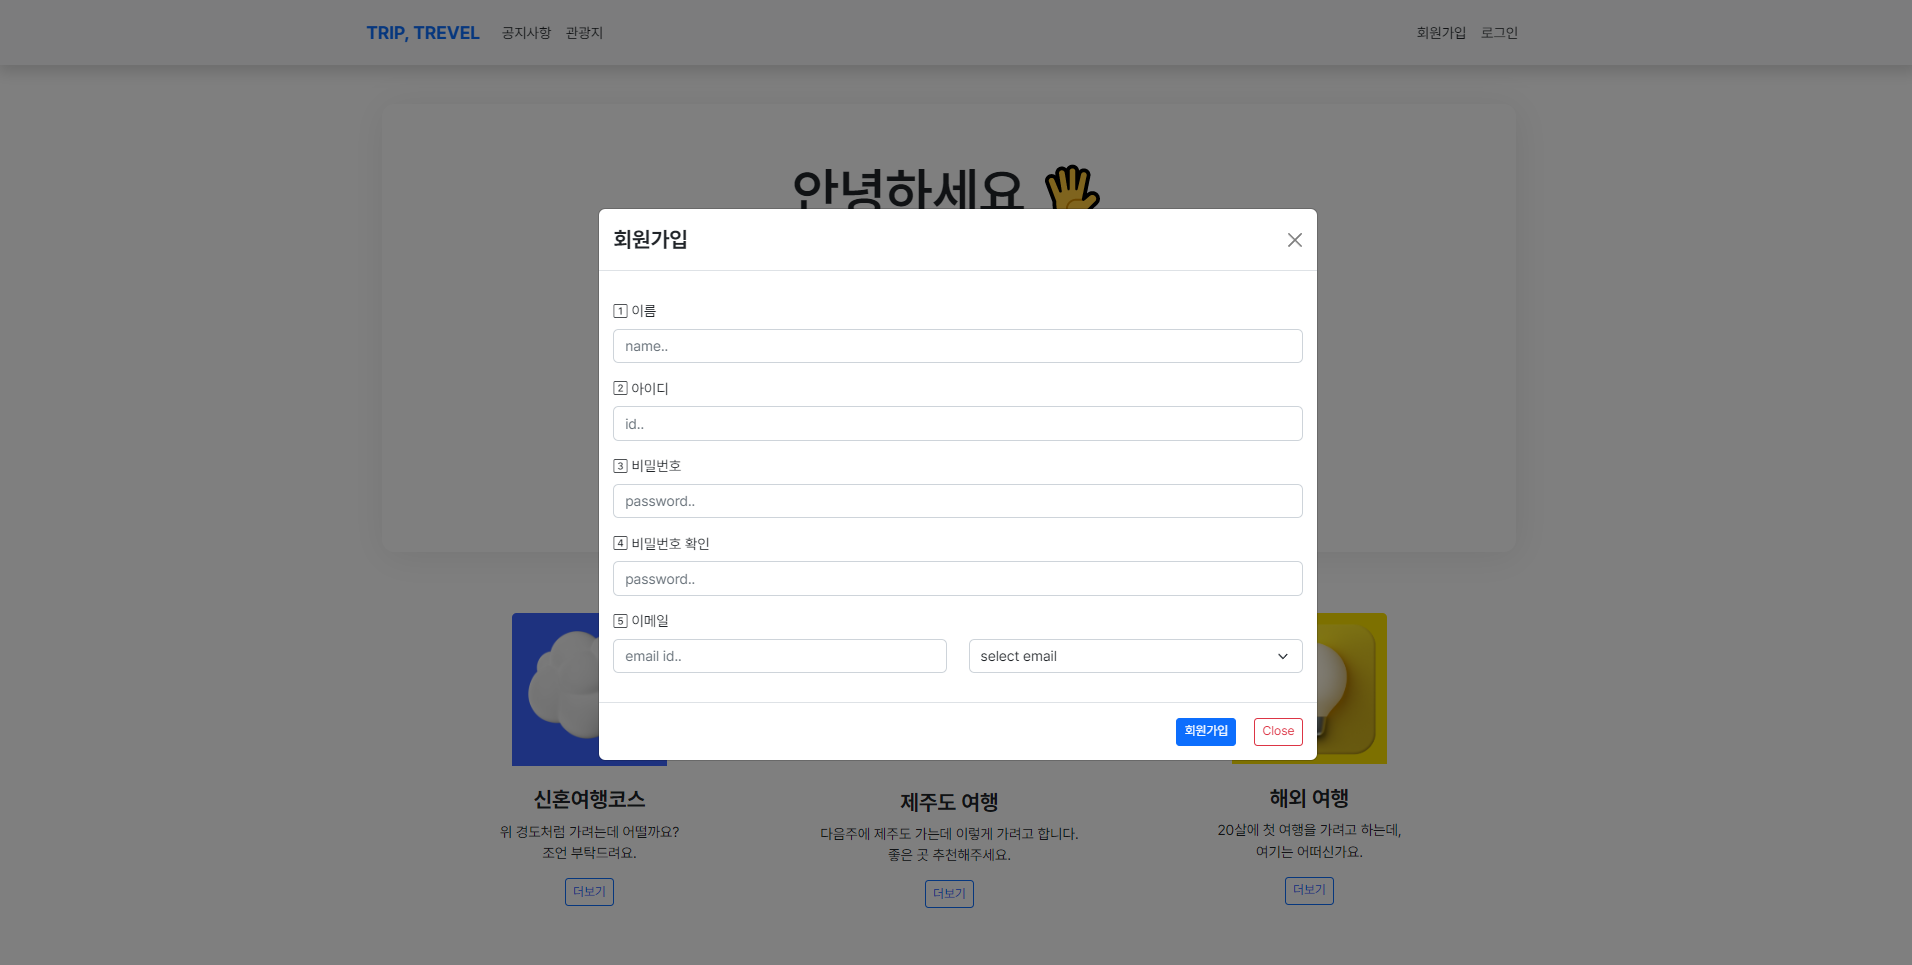 TRIP, TREVEL 공지사항 관광지 회원가입 로그인
안녕하세요
회원가입
1 이름
name..
2 아이디
id..
3 비밀번호
password..
4 비밀번호 확인
password..
5 이메일
email id.. select email
회원가입 Close
신혼여행코스
위 경도처럼 가려는데 어떨까요?
조언 부탁드려요.
더보기
제주도 여행
다음주에 제주도 가는데 이렇게 가려고 합니다.
좋은 곳 추천해주세요.
더보기
해외 여행
20살에 첫 여행을 가려고 하는데,
여기는 어떠신가요.
더보기